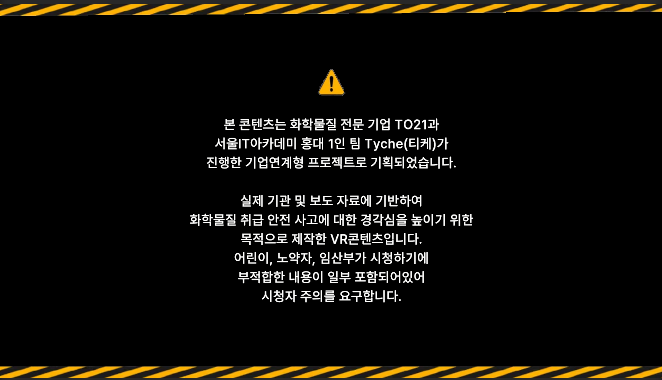 본 콘텐츠는 화학물질 전문 기업 TO21과
서울IT아카데미 홍대 1인 팀 Tyche(티케)가
진행한 기업연계형 프로젝트로 기획되었습니다.
실제 기관 및 보도 자료에 기반하여
화학물질 취급 안전 사고에 대한 경각심을 높이기 위한
목적으로 제작한 VR콘텐츠입니다.
어린이, 노약자, 임산부가 시청하기에
부적합한 내용이 일부 포함되어있어
시청자 주의를 요구합니다.